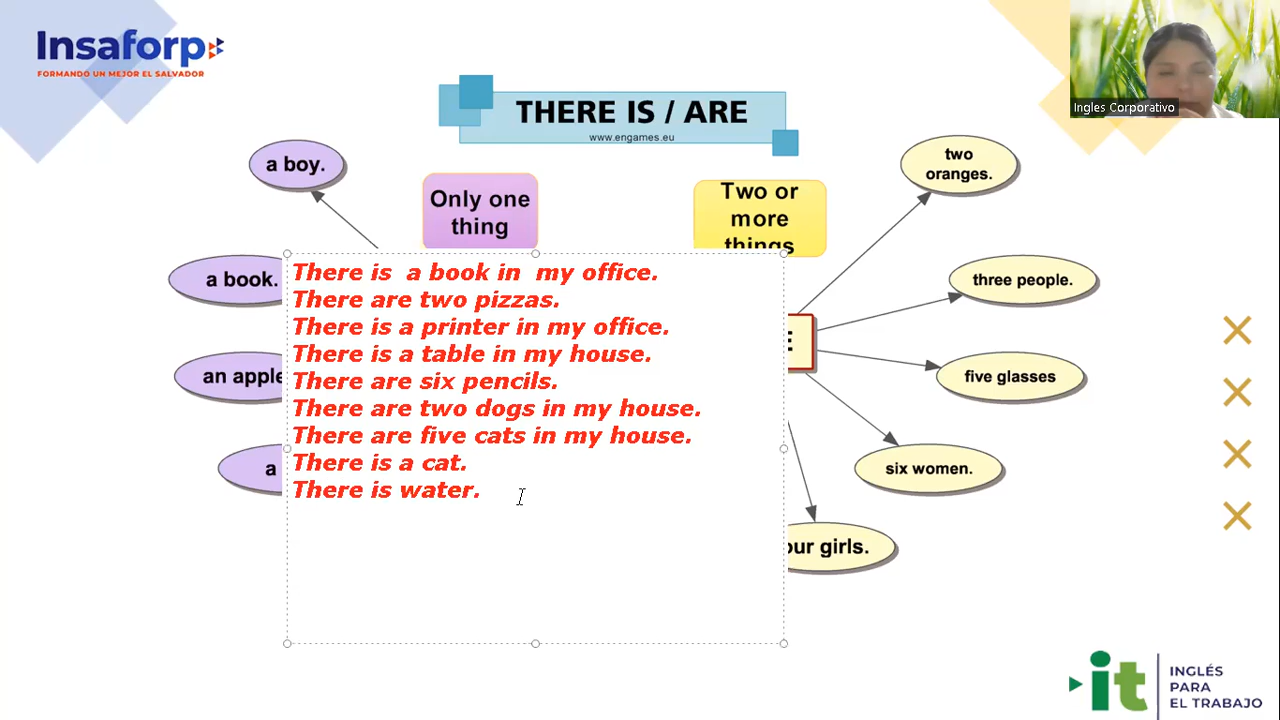 Insaforp
FORMANDO UN MEJOR EL SALVADOR
Ingles Corporativo
THERE IS / ARE
www.engames.eu
a boy.
Only one
thing
Two or
more
things
two
oranges.
a book.
three people.
an apple
five glasses
a
six women.
our girls.
E
There is  a book in  my office.
There are two pizzas.
There is a printer in my office.
There is a table in my house.
There are six pencils.
There are two dogs in my house.
There are five cats in my house.
There is a cat.
There is water.
it
INGLÉS
PARA
EL TRABAJO